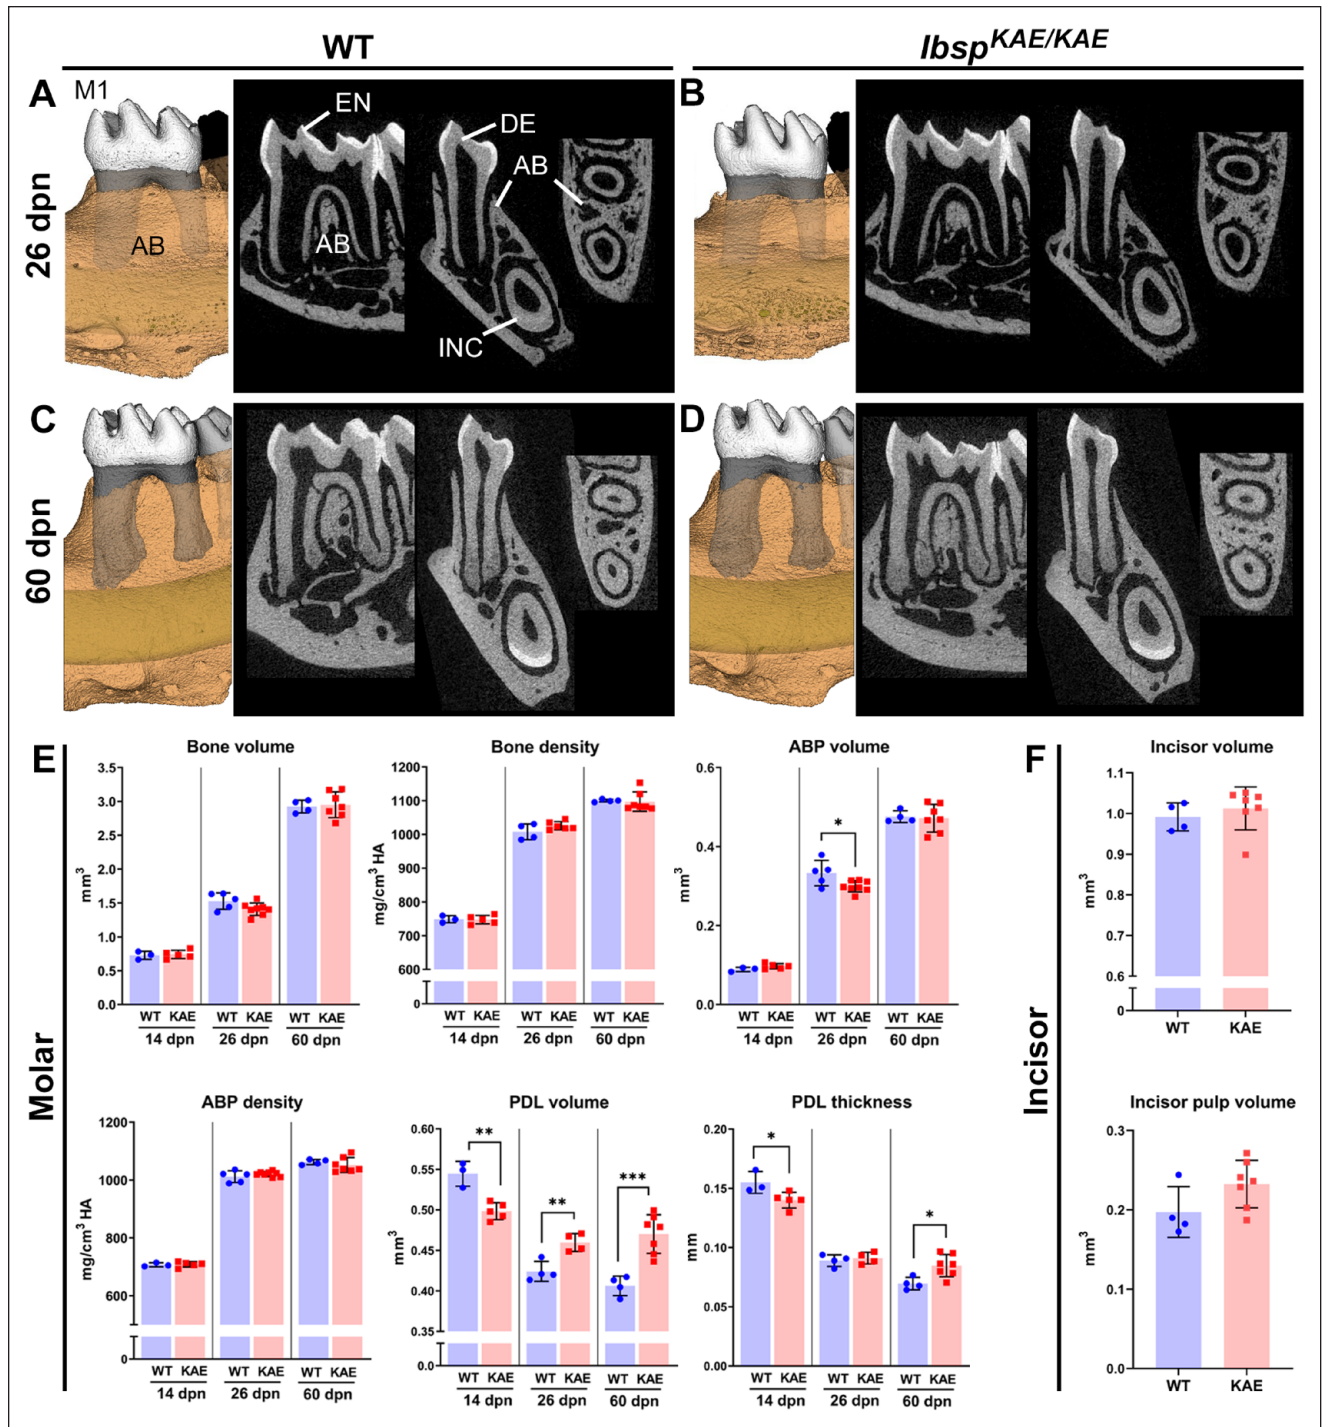 WT
Ibsp^KAE/KAE
A
M1
EN
DE
AB
AB
AB
INC
B
26 dpn
C
D
60 dpn
E
Molar
Bone volume
mm³
3.5
3.0
2.5
2.0
1.5
1.0
0.5
0.0
WT KAE WT KAE WT KAE
14 dpn 26 dpn 60 dpn
Bone density
mg/cm³ HA
1200
1100
1000
900
800
700
600
0
WT KAE WT KAE WT KAE
14 dpn 26 dpn 60 dpn
ABP volume
mm³
0.6
0.4
0.2
0.0
*
WT KAE WT KAE WT KAE
14 dpn 26 dpn 60 dpn
ABP density
mg/cm³ HA
1200
1000
800
600
0
WT KAE WT KAE WT KAE
14 dpn 26 dpn 60 dpn
PDL volume
mm³
0.60
0.55
0.50
0.45
0.40
0.35
0.0
**
**
***
WT KAE WT KAE WT KAE
14 dpn 26 dpn 60 dpn
PDL thickness
mm
0.20
0.15
0.10
0.05
0.00
*
*
WT KAE WT KAE WT KAE
14 dpn 26 dpn 60 dpn
F
Incisor
Incisor volume
mm³
1.1
1.0
0.9
0.8
0.7
0.6
0
WT KAE
Incisor pulp volume
mm³
0.3
0.2
0.1
0.0
WT KAE